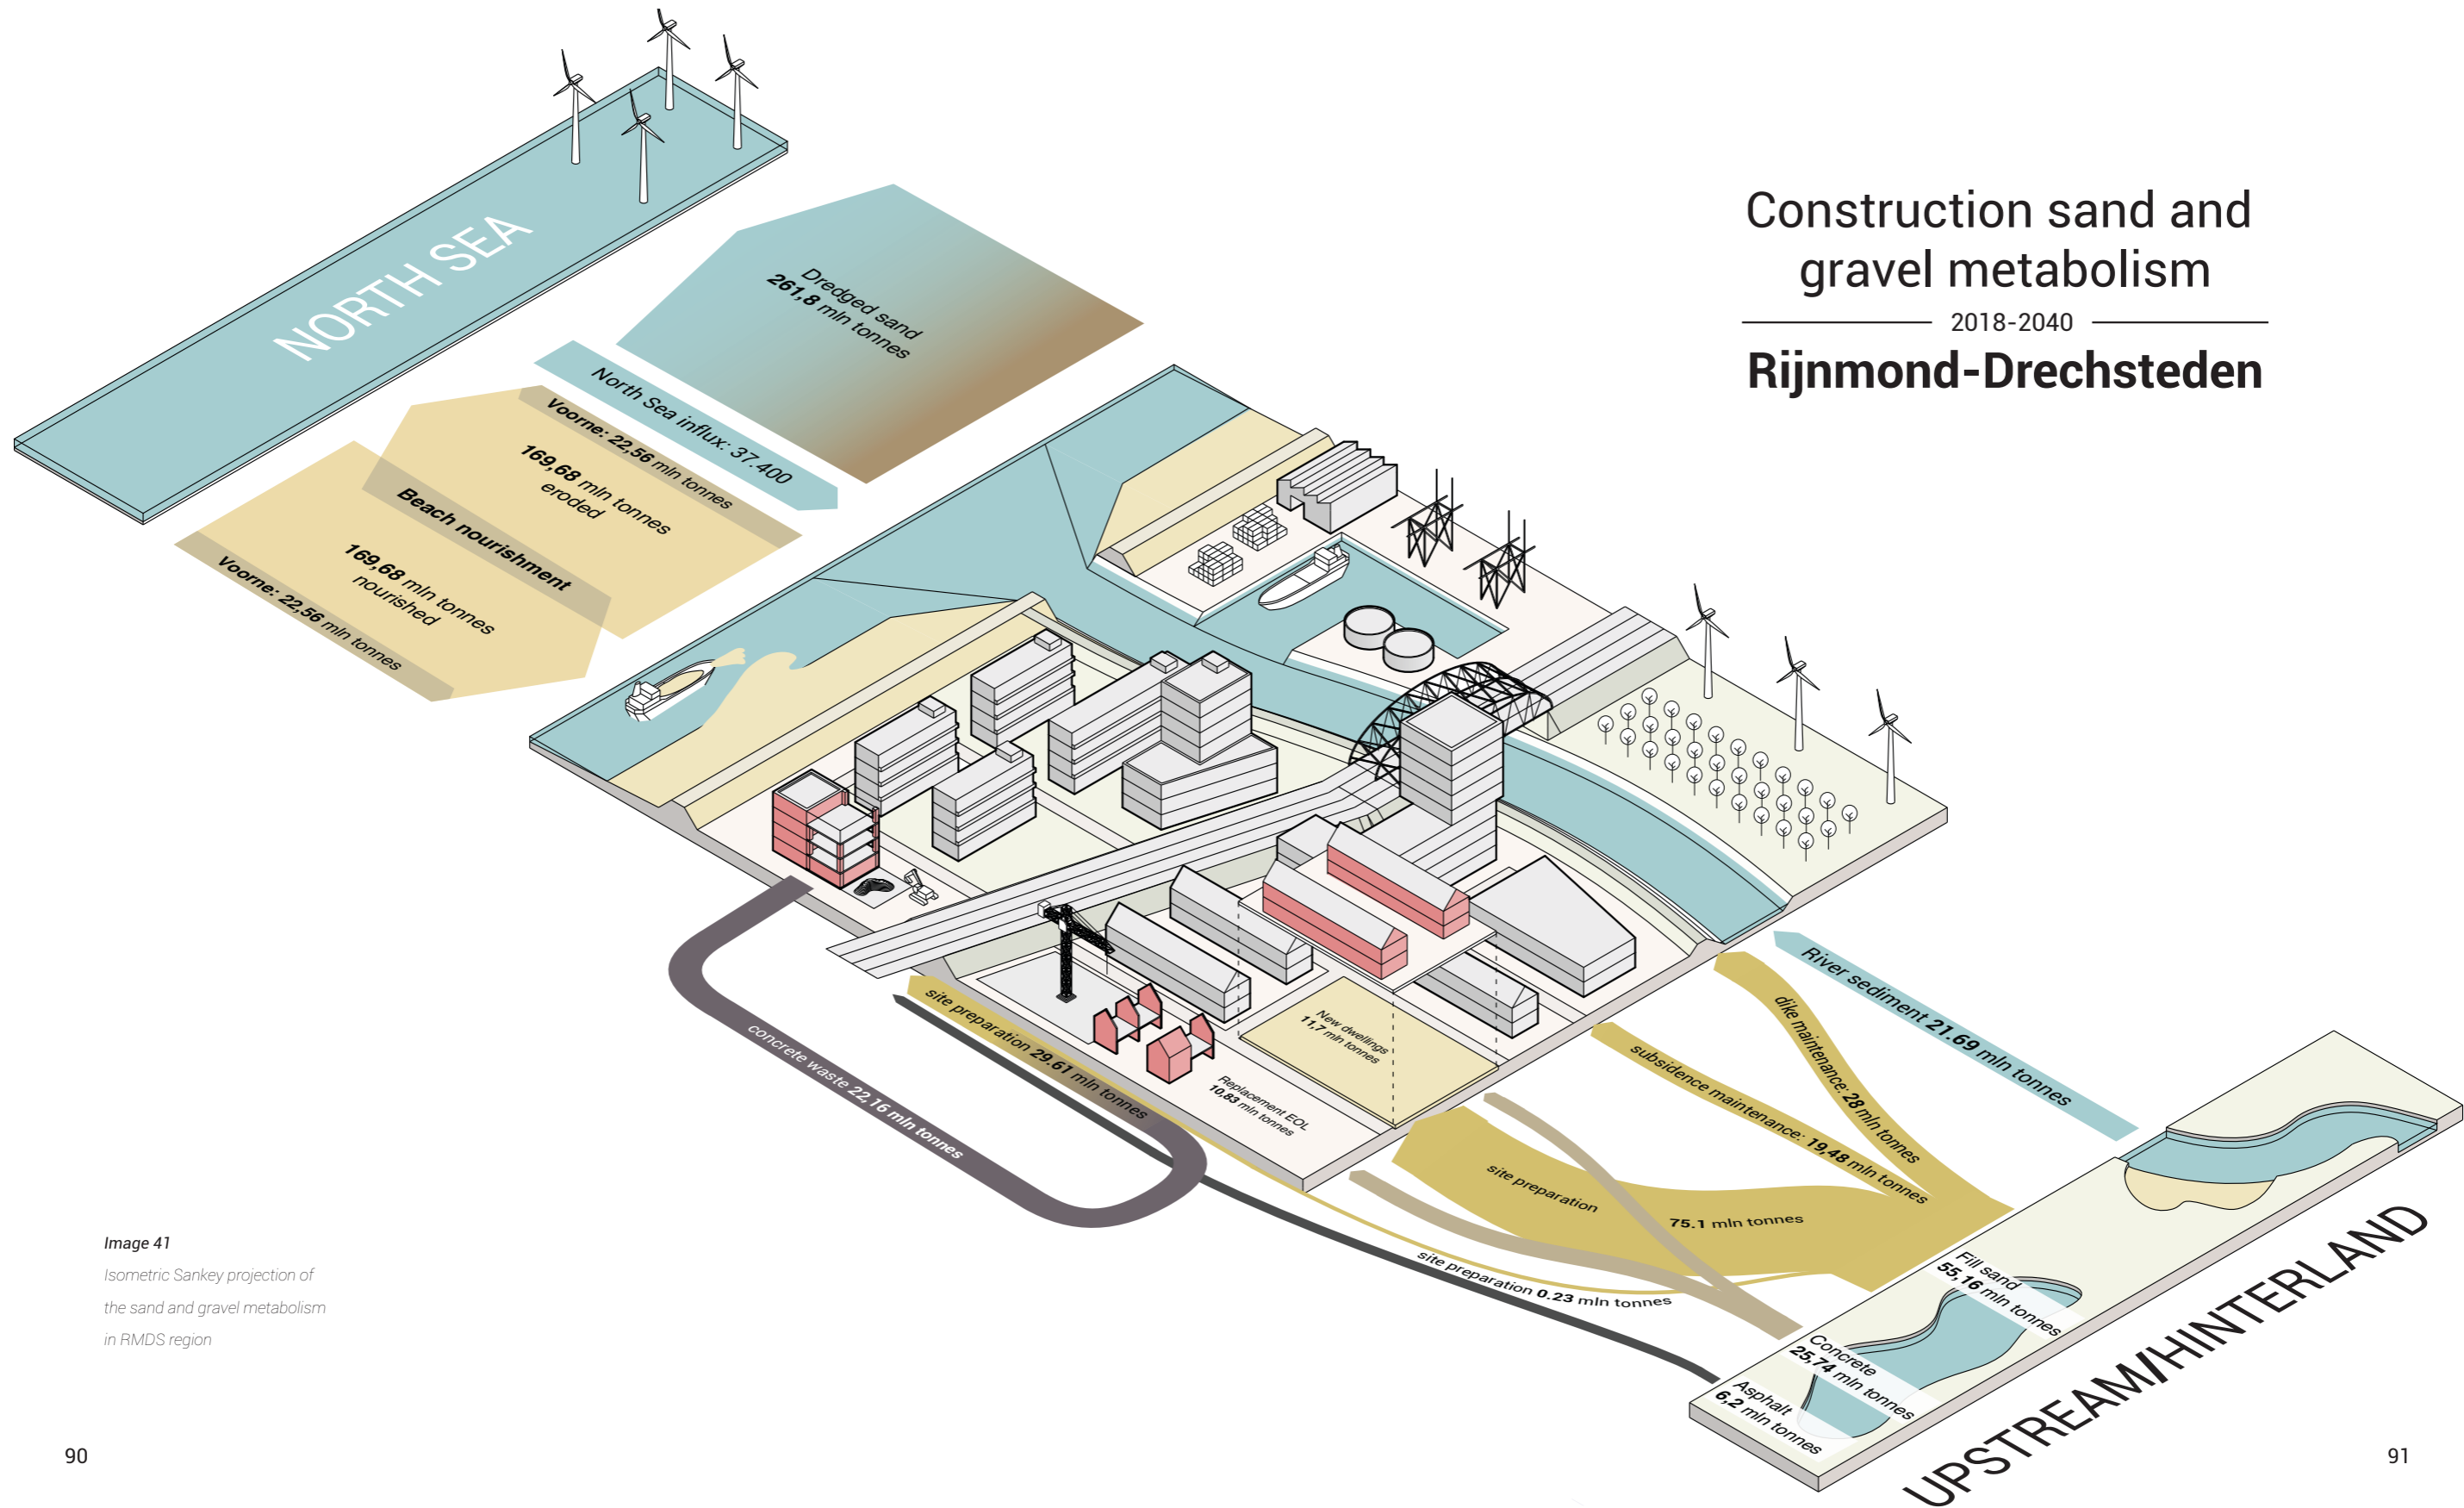 Construction sand and
gravel metabolism
2018-2040
Rijnmond-Drechsteden
NORTH SEA
Dredged sand
261,8 mln tonnes
North Sea influx: 37.400
Voorne: 22,56 mln tonnes
169,68 mln tonnes
eroded
Beach nourishment
169,68 mln tonnes
nourished
Voorne: 22,56 mln tonnes
concrete waste 22,16 mln tonnes
site preparation 29.61 mln tonnes
New dwellings
11,7 mln tonnes
Replacement EOL
10,83 mln tonnes
River sediment 21.69 mln tonnes
dike maintenance: 28 mln tonnes
subsidence maintenance: 19,48 mln tonnes
site preparation
75.1 mln tonnes
site preparation 0.23 mln tonnes
Fill sand
55,16 mln tonnes
Concrete
25,74 mln tonnes
Asphalt
6,2 mln tonnes
UPSTREAM/HINTERLAND
Image 41
Isometric Sankey projection of
the sand and gravel metabolism
in RMDS region
90
91